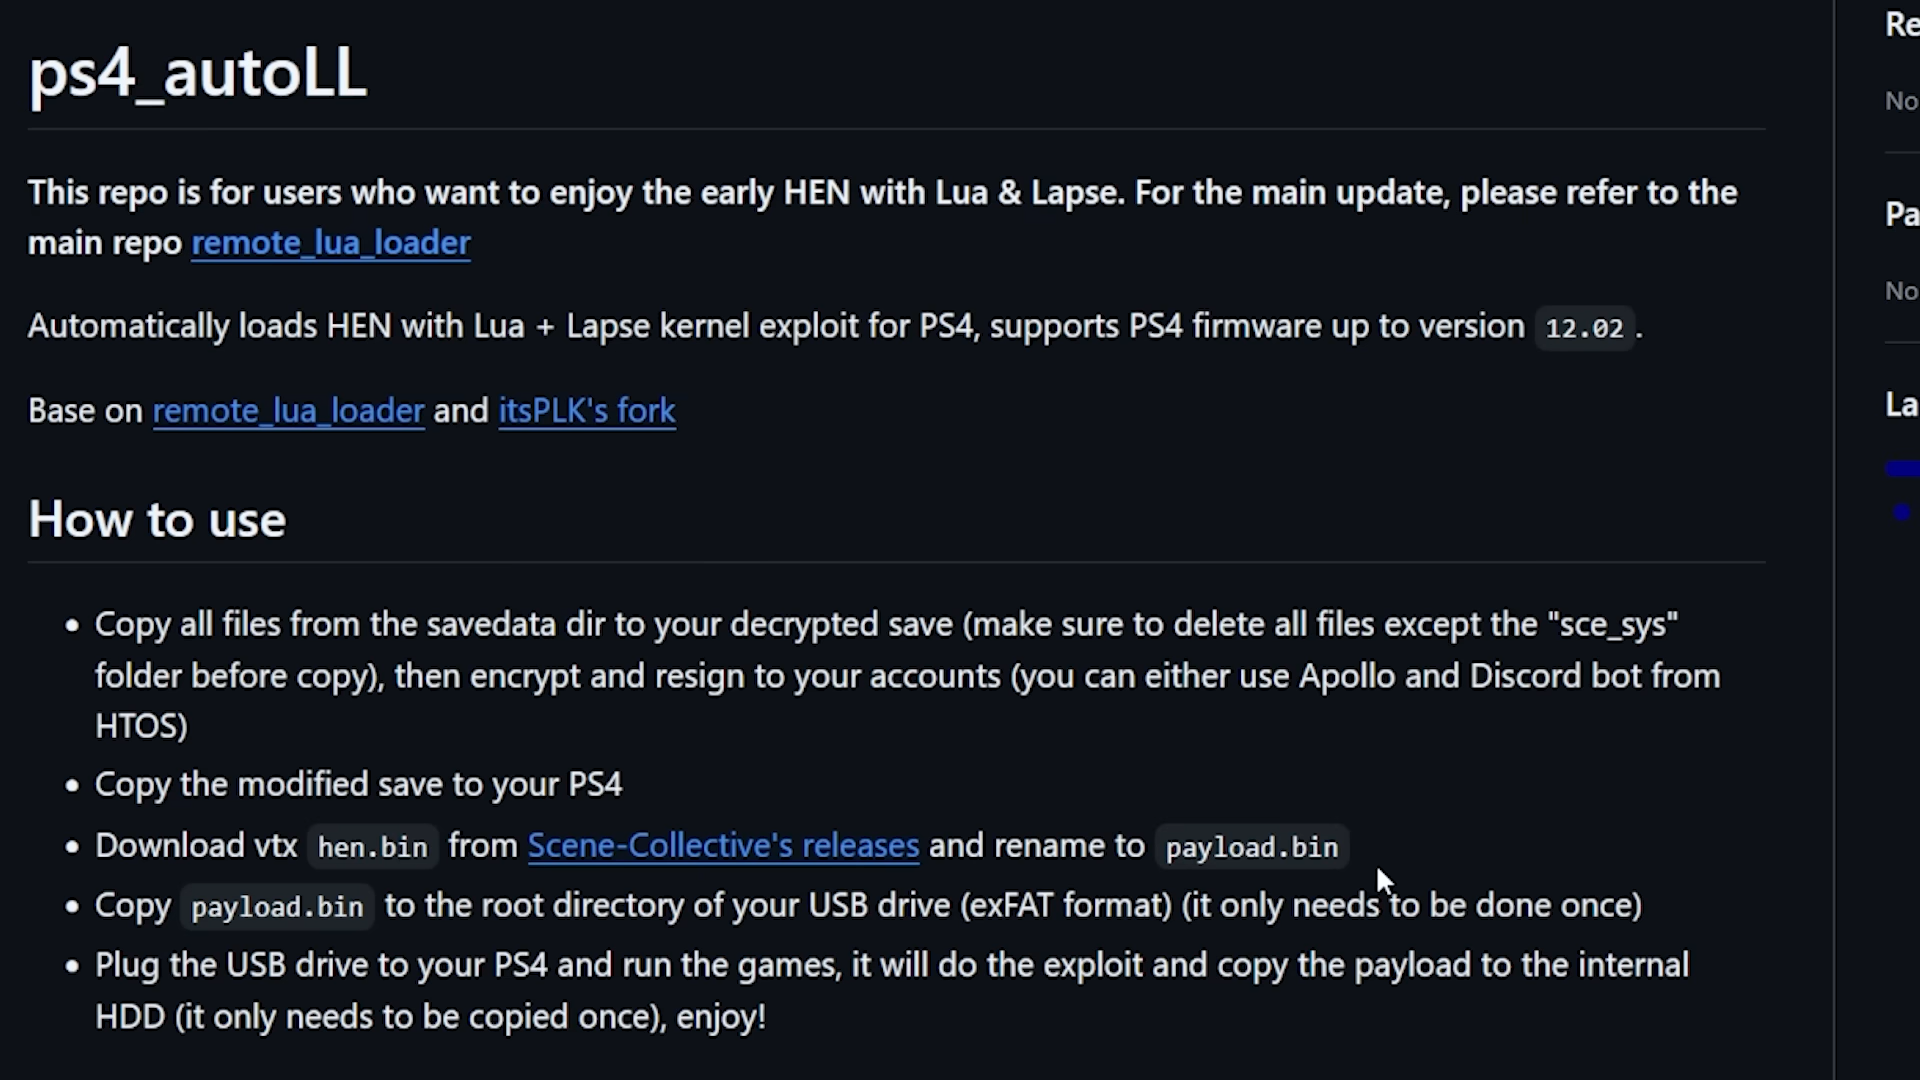 ps4_autoLL
This repo is for users who want to enjoy the early HEN with Lua & Lapse. For the main update, please refer to the
main repo remote_lua_loader
Automatically loads HEN with Lua + Lapse kernel exploit for PS4, supports PS4 firmware up to version 12.02.
Base on remote_lua_loader and itsPLK's fork
How to use
• Copy all files from the savedata dir to your decrypted save (make sure to delete all files except the "sce_sys"
folder before copy), then encrypt and resign to your accounts (you can either use Apollo and Discord bot from
HTOS)
• Copy the modified save to your PS4
• Download vtx hen.bin from Scene-Collective's releases and rename to payload.bin
• Copy payload.bin to the root directory of your USB drive (exFAT format) (it only needs to be done once)
• Plug the USB drive to your PS4 and run the games, it will do the exploit and copy the payload to the internal
HDD (it only needs to be copied once), enjoy!
Re
No
Pa
No
La